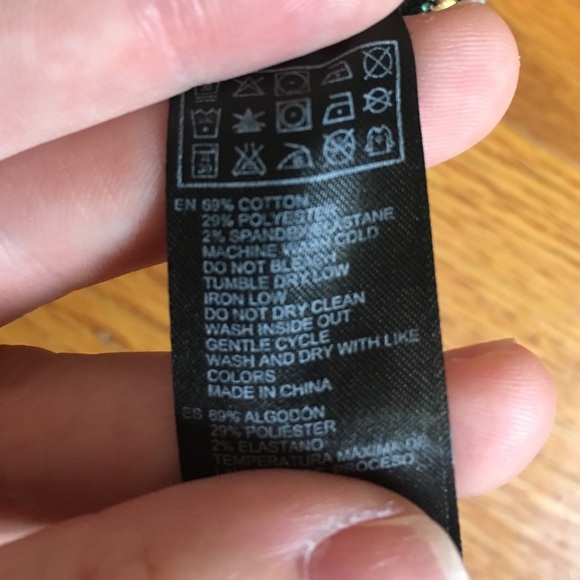 EN 69% COTTON
29% POLYESTER
2% SPANDEX/ELASTANE
MACHINE WASH COLD
DO NOT BLEACH
TUMBLE DRY LOW
IRON LOW
DO NOT DRY CLEAN
WASH INSIDE OUT
GENTLE CYCLE
WASH AND DRY WITH LIKE
COLORS
MADE IN CHINA
ES 69% ALGODÓN
29% POLIÉSTER
2% ELASTANO
TEMPERATURA MÁXIMA DE
PROCESO